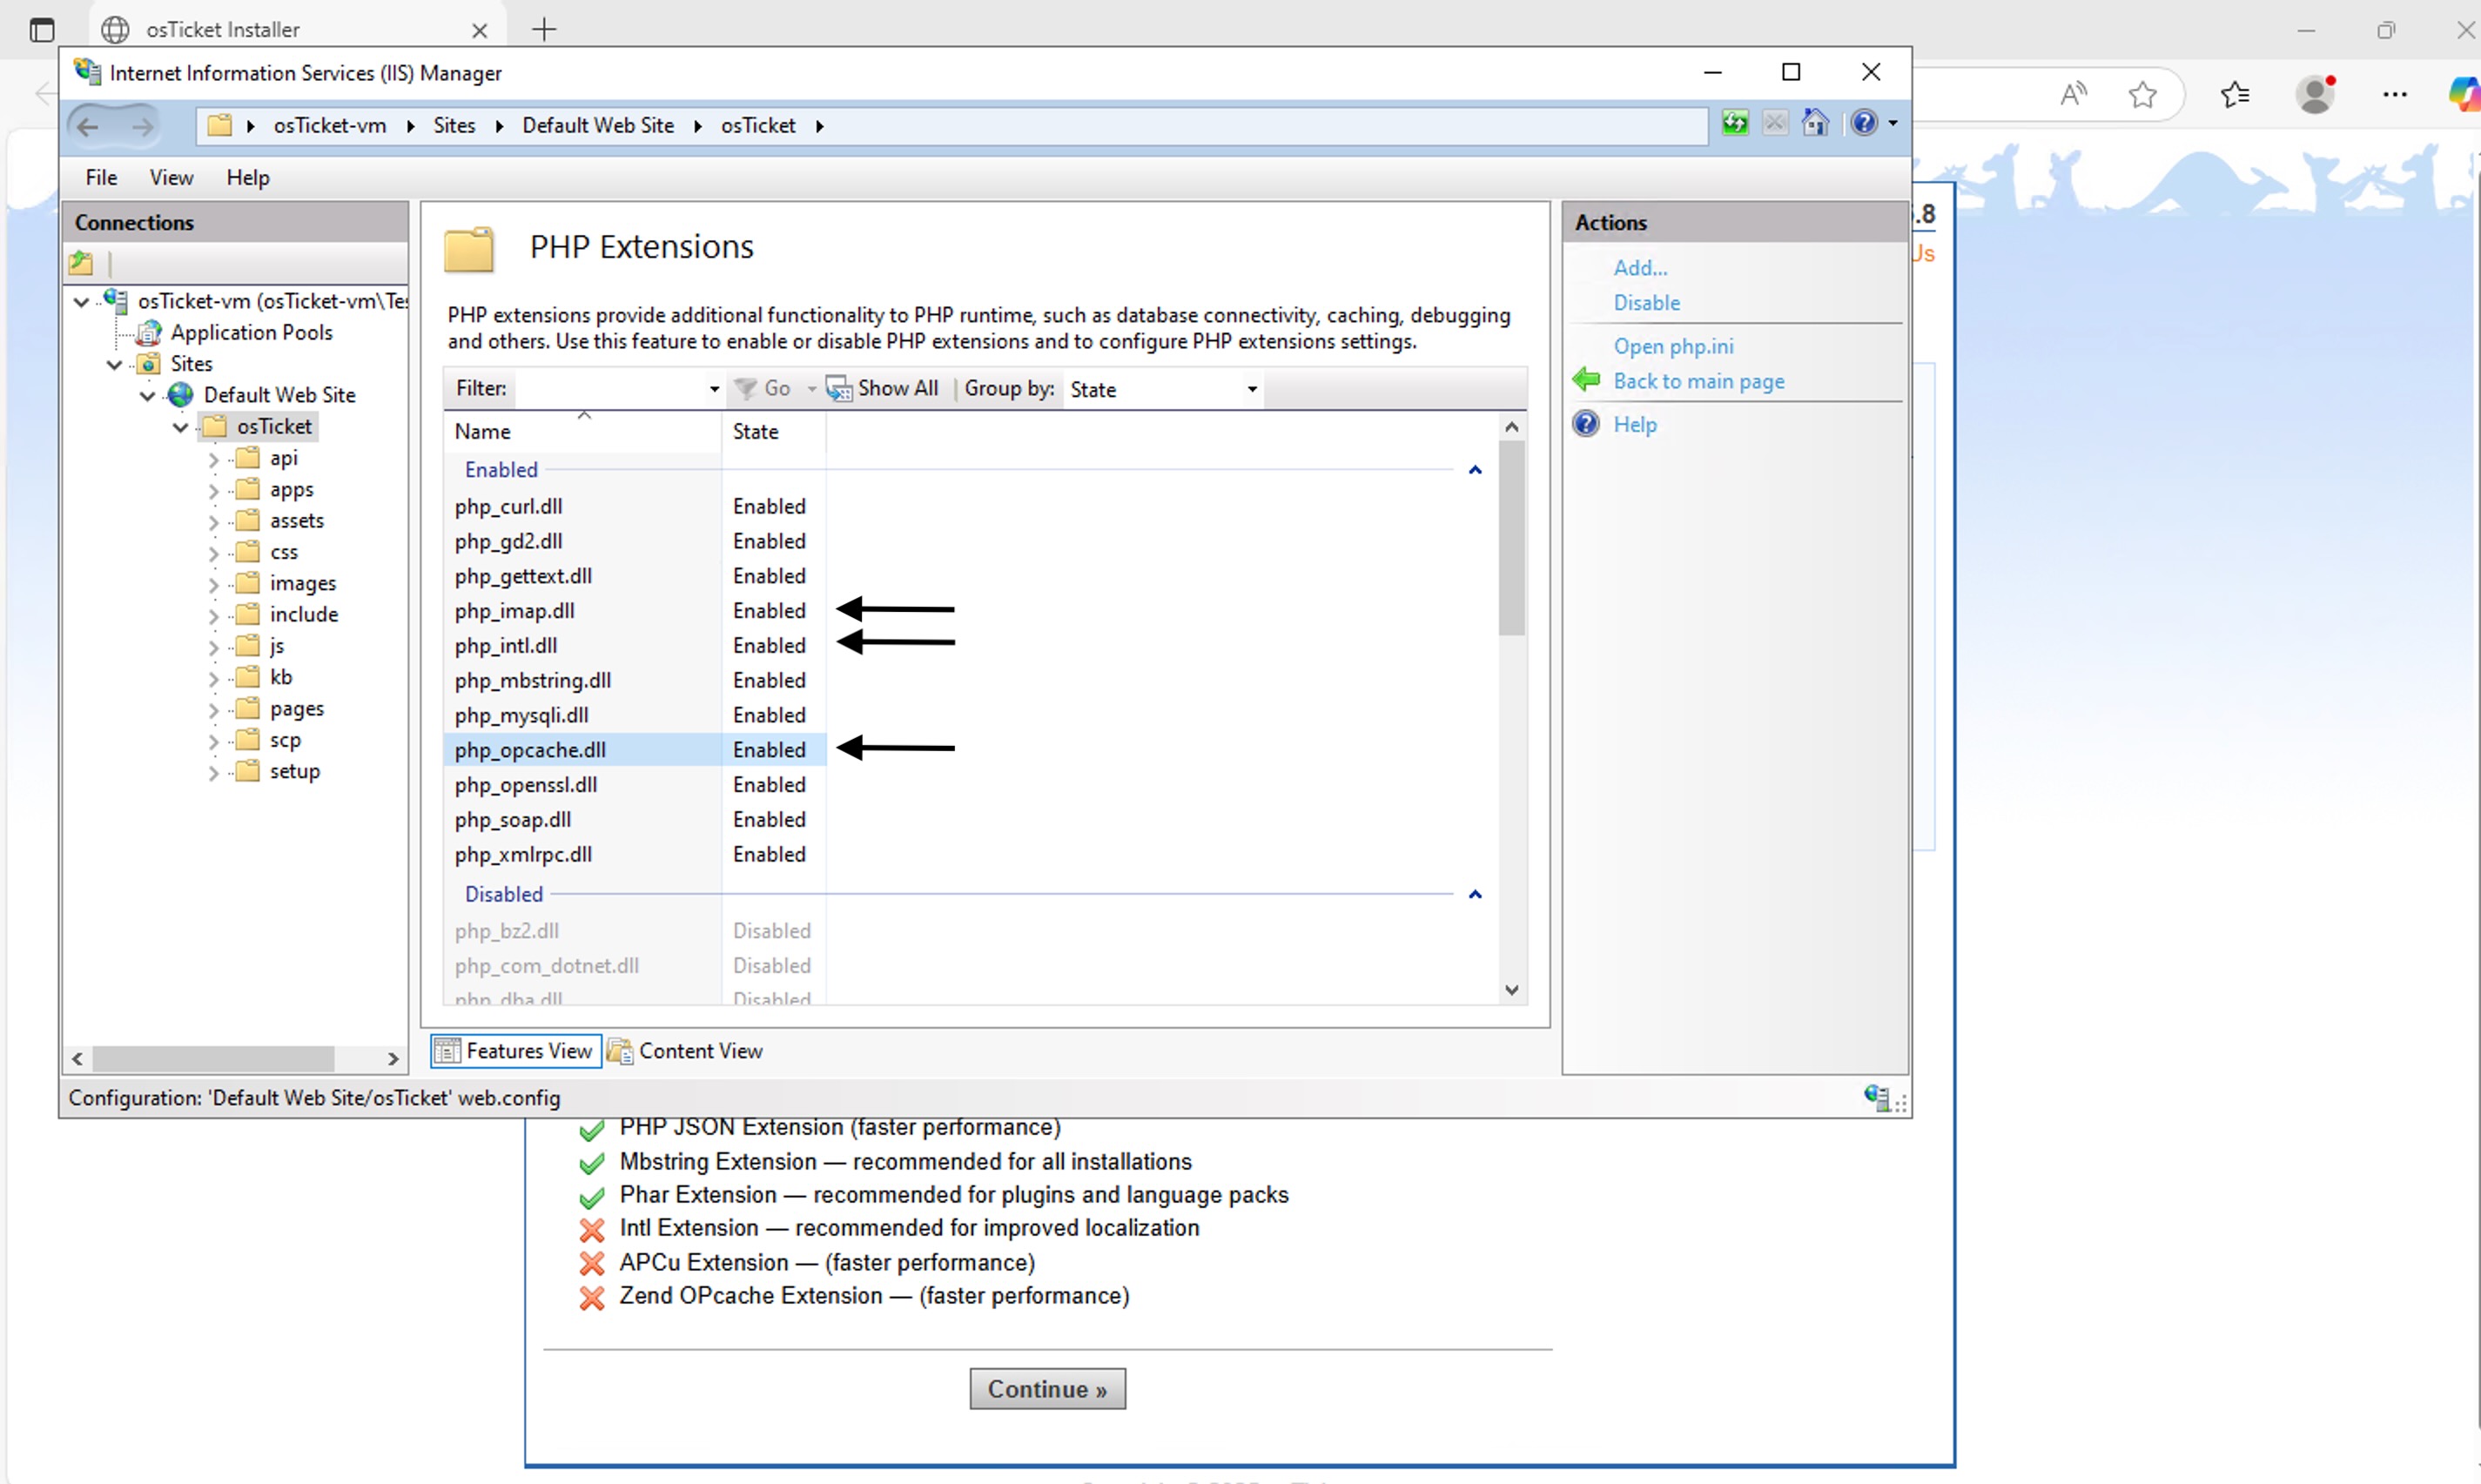 osTicket Installer
Internet Information Services (IIS) Manager
osTicket-vm Sites Default Web Site osTicket
File View Help
Connections
osTicket-vm (osTicket-vm\Te
Application Pools
Sites
Default Web Site
osTicket
api
apps
assets
css
images
include
js
kb
pages
scp
setup
PHP Extensions
PHP extensions provide additional functionality to PHP runtime, such as database connectivity, caching, debugging
and others. Use this feature to enable or disable PHP extensions and to configure PHP extensions settings.
Filter: Go Show All Group by: State
Name State
Enabled
php_curl.dll Enabled
php_gd2.dll Enabled
php_gettext.dll Enabled
php_imap.dll Enabled
php_intl.dll Enabled
php_mbstring.dll Enabled
php_mysqli.dll Enabled
php_opcache.dll Enabled
php_openssl.dll Enabled
php_soap.dll Enabled
php_xmlrpc.dll Enabled
Disabled
php_bz2.dll Disabled
php_com_dotnet.dll Disabled
php_dba.dll Disabled
Features View Content View
Actions
Add...
Disable
Open php.ini
Back to main page
Help
.8
Us
Configuration: 'Default Web Site/osTicket' web.config
PHP JSON Extension (faster performance)
Mbstring Extension — recommended for all installations
Phar Extension — recommended for plugins and language packs
Intl Extension — recommended for improved localization
APCu Extension — (faster performance)
Zend OPcache Extension — (faster performance)
Continue »